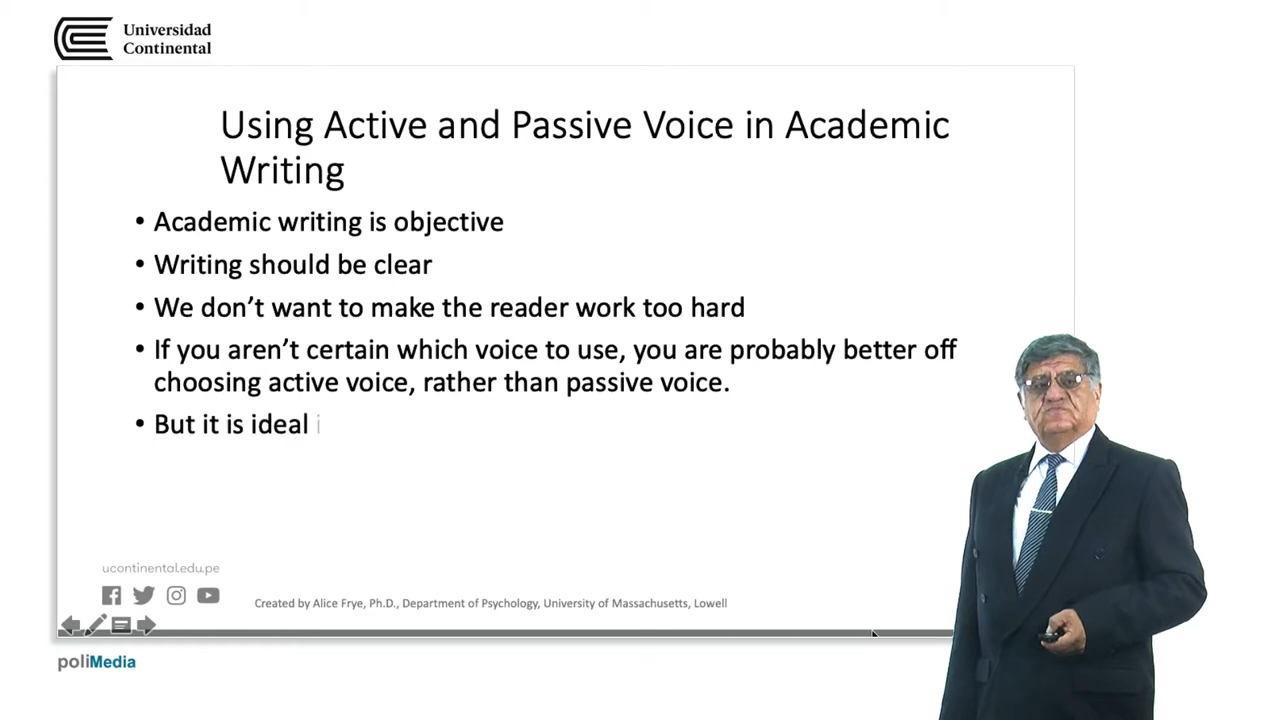 Universidad
Continental
Using Active and Passive Voice in Academic
Writing
• Academic writing is objective
• Writing should be clear
• We don’t want to make the reader work too hard
• If you aren’t certain which voice to use, you are probably better off
choosing active voice, rather than passive voice.
• But it is ideal i
ucontinental.edu.pe
Created by Alice Frye, Ph.D., Department of Psychology, University of Massachusetts, Lowell
poliMedia